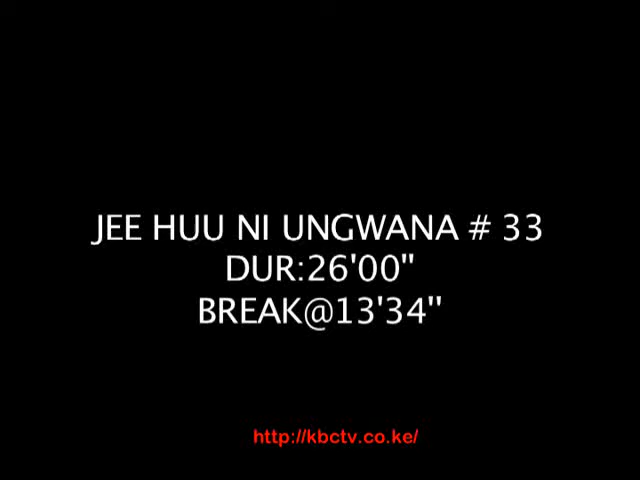 JEE HUU NI UNGWANA # 33
DUR:26'00"
BREAK@13'34"
http://kbctv.co.ke/